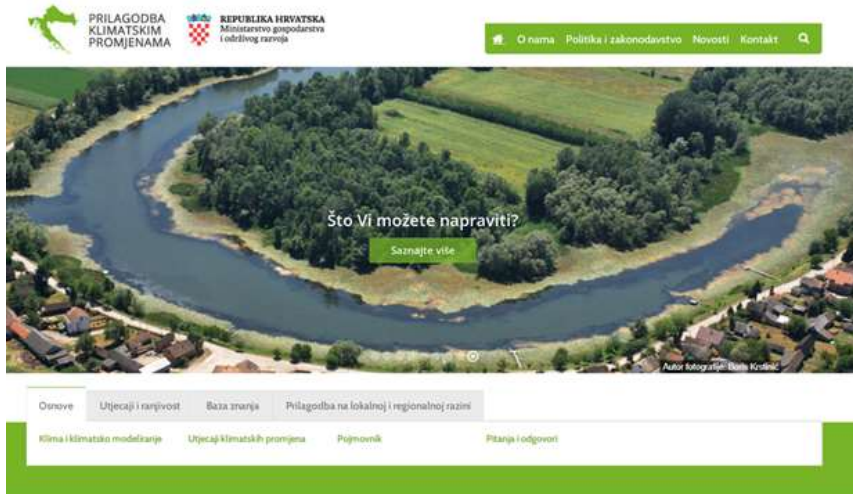 PRILAGODBA
KLIMATSKIM
PROMJENAMA
REPUBLIKA HRVATSKA
Ministarstvo gospodarstva
i održivog razvoja
O nama Politika i zakonodavstvo Novosti Kontakt
Što Vi možete napraviti?
Saznajte više
Autor fotografije: Boris Krstinić
Osnove Utjecaji i ranjivost Baza znanja Prilagodba na lokalnoj i regionalnoj razini
Klima i klimatsko modeliranje Utjecaji klimatskih promjena Pojmovnik Pitanja i odgovori